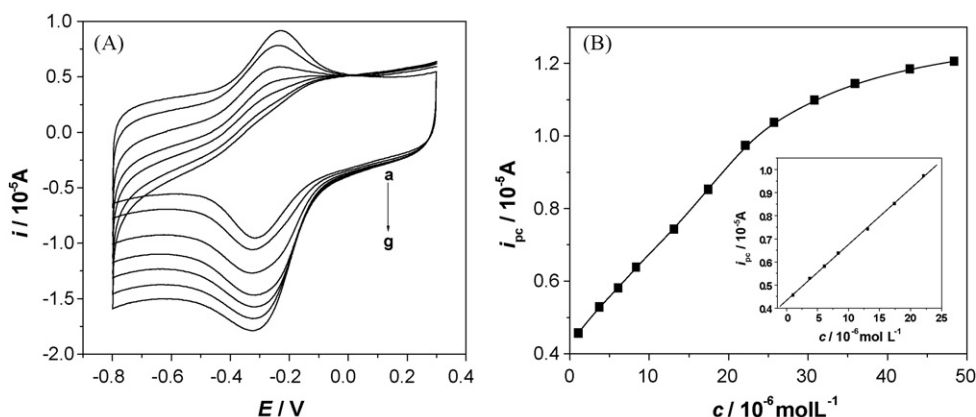 (A)
1.0
0.5
0.0
-0.5
-1.0
-1.5
-2.0
i / 10⁻⁵A
a
g
-0.8 -0.6 -0.4 -0.2 0.0 0.2 0.4
E / V
(B)
1.2
1.0
0.8
0.6
0.4
i_pc / 10⁻⁵A
0 10 20 30 40 50
c / 10⁻⁶ molL⁻¹
1.0
0.9
0.8
0.7
0.6
0.5
0.4
i_pc / 10⁻⁵A
0 5 10 15 20 25
c / 10⁻⁶mol L⁻¹